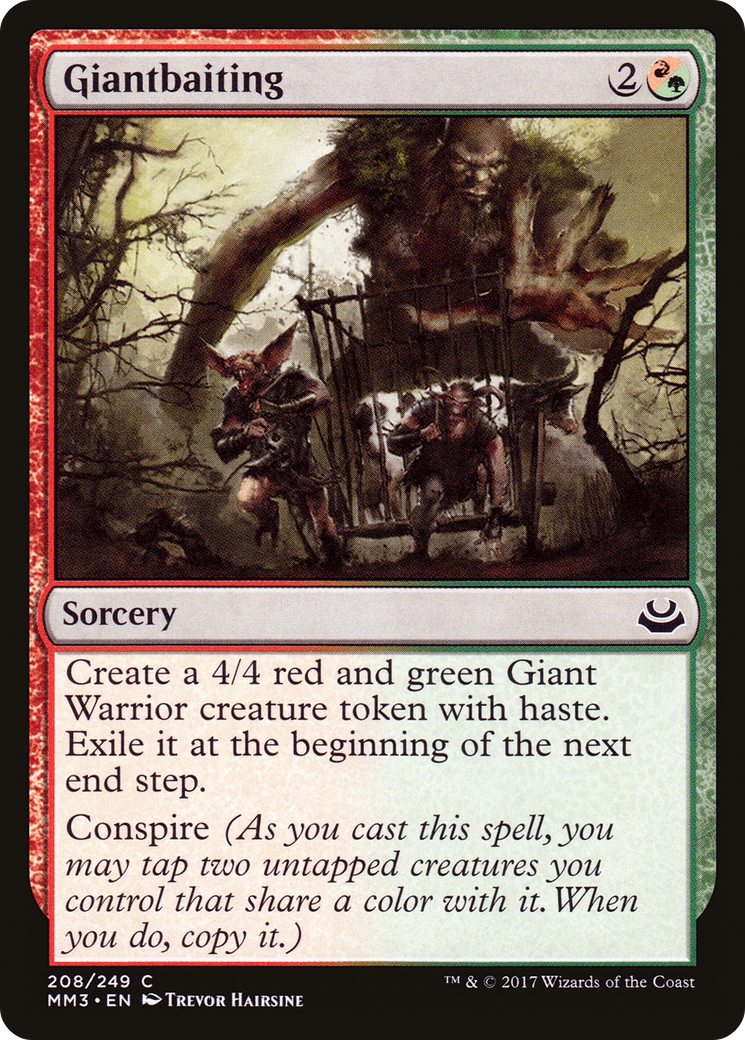 Giantbaiting 2
Sorcery
Create a 4/4 red and green Giant
Warrior creature token with haste.
Exile it at the beginning of the next
end step.
Conspire (As you cast this spell, you
may tap two untapped creatures you
control that share a color with it. When
you do, copy it.)
208/249 C
™ & © 2017 Wizards of the Coast
MM3 • EN Trevor Hairsine